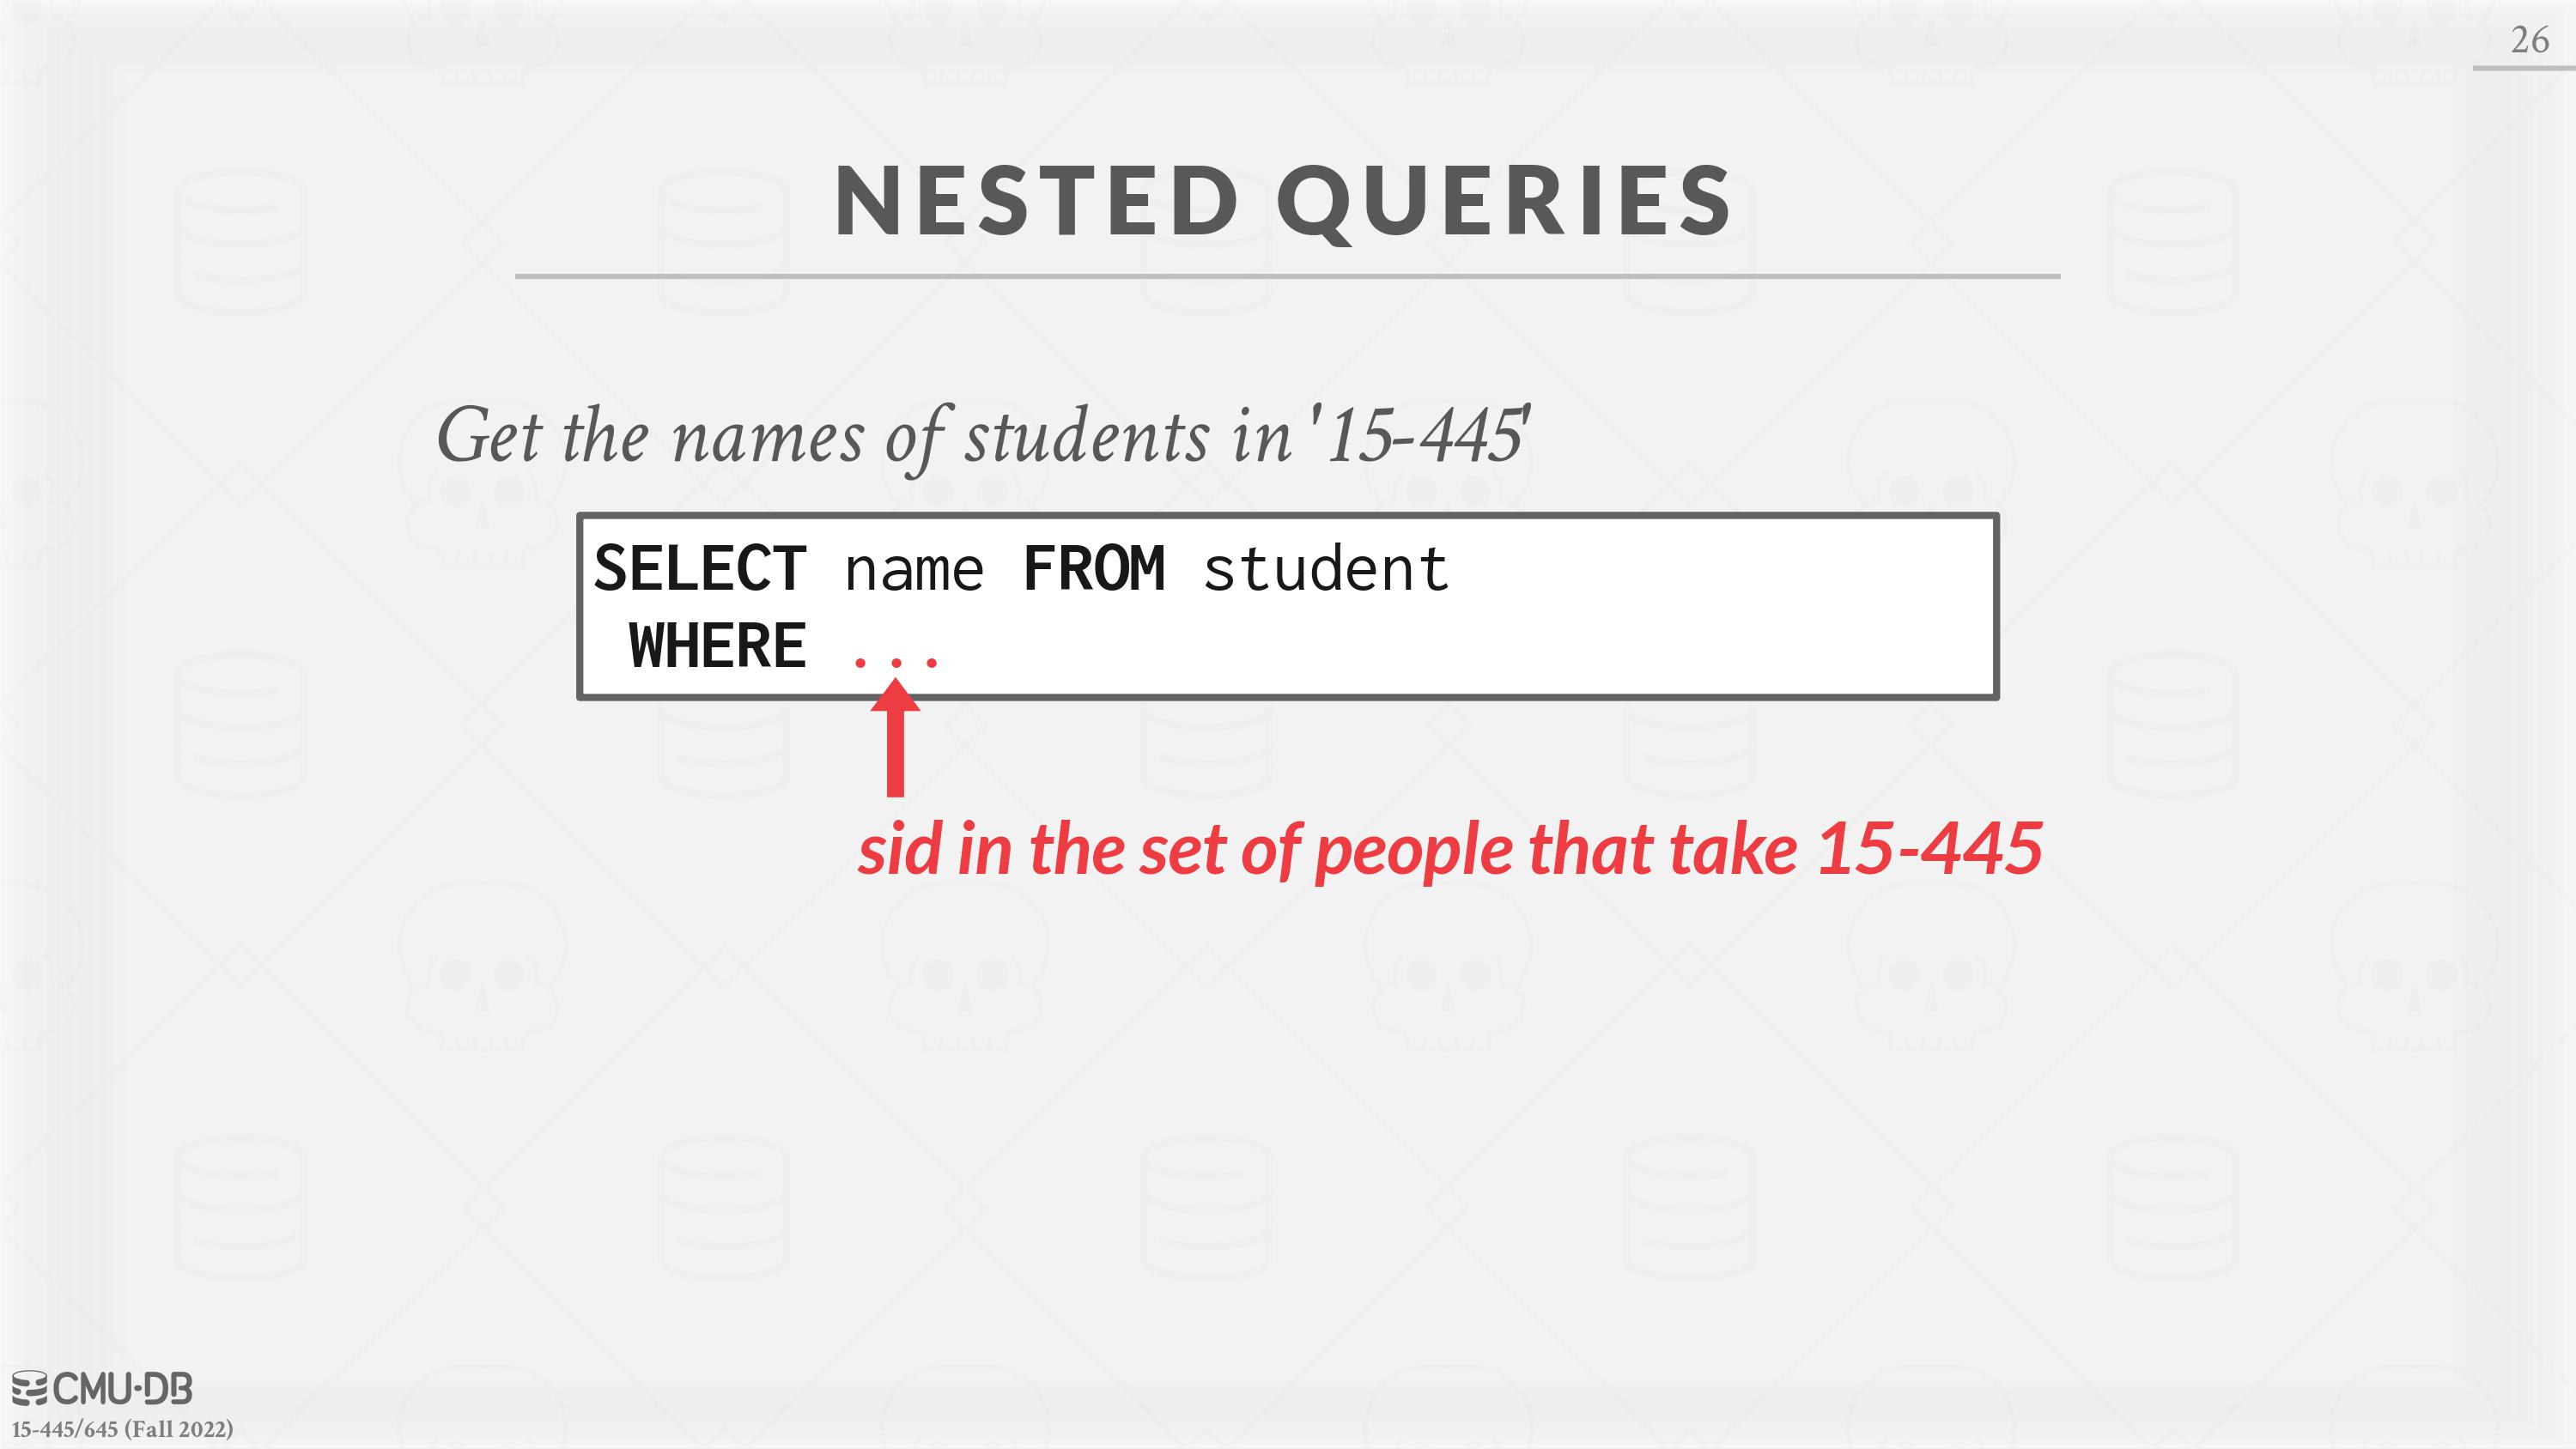 26
NESTED QUERIES
Get the names of students in '15-445'
SELECT name FROM student
WHERE ...
sid in the set of people that take 15-445
CMU·DB
15-445/645 (Fall 2022)